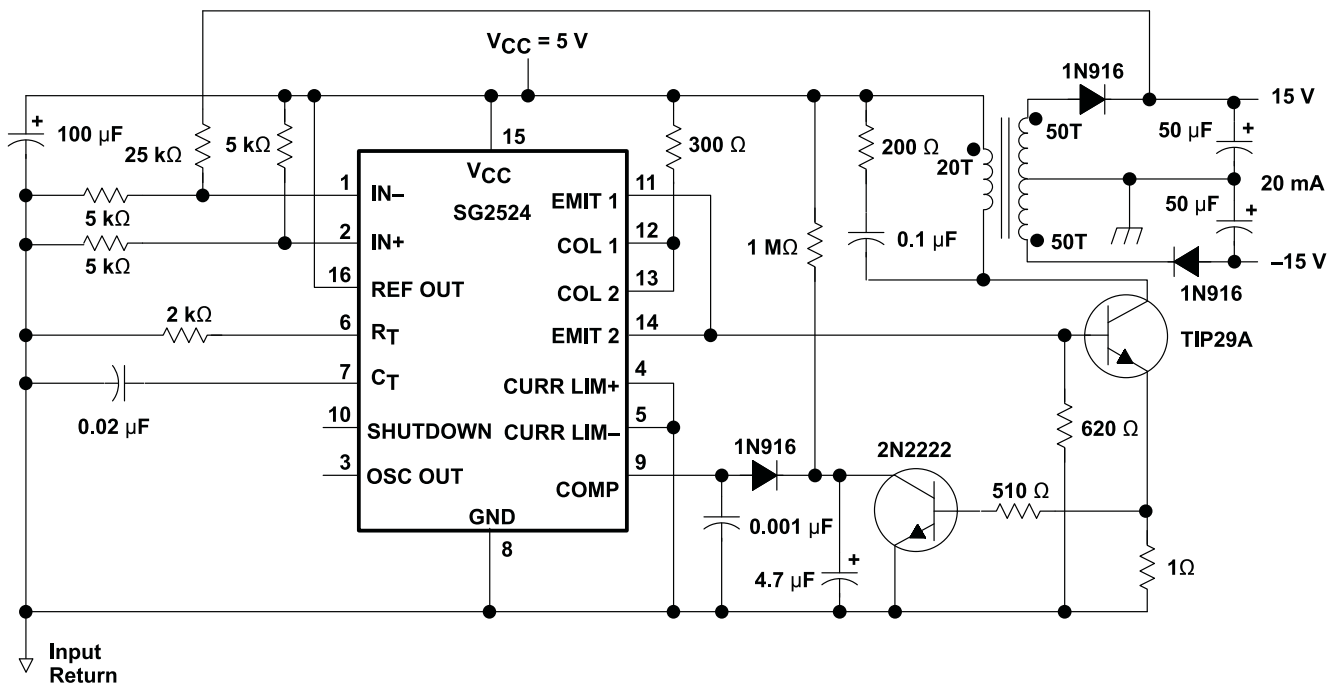 VCC = 5 V
1N916
15 V
100 µF
25 kΩ
5 kΩ
15
300 Ω
200 Ω
20T
50T
50 µF
VCC
SG2524
5 kΩ
1
IN–
EMIT 1
11
20 mA
50 µF
5 kΩ
2
IN+
COL 1
12
1 MΩ
0.1 µF
50T
–15 V
16
REF OUT
COL 2
13
1N916
2 kΩ
6
RT
EMIT 2
14
TIP29A
0.02 µF
7
CT
CURR LIM+
4
10
SHUTDOWN
CURR LIM–
5
1N916
2N2222
620 Ω
3
OSC OUT
COMP
9
510 Ω
GND
8
0.001 µF
4.7 µF
1Ω
+
+
+
+
Input
Return